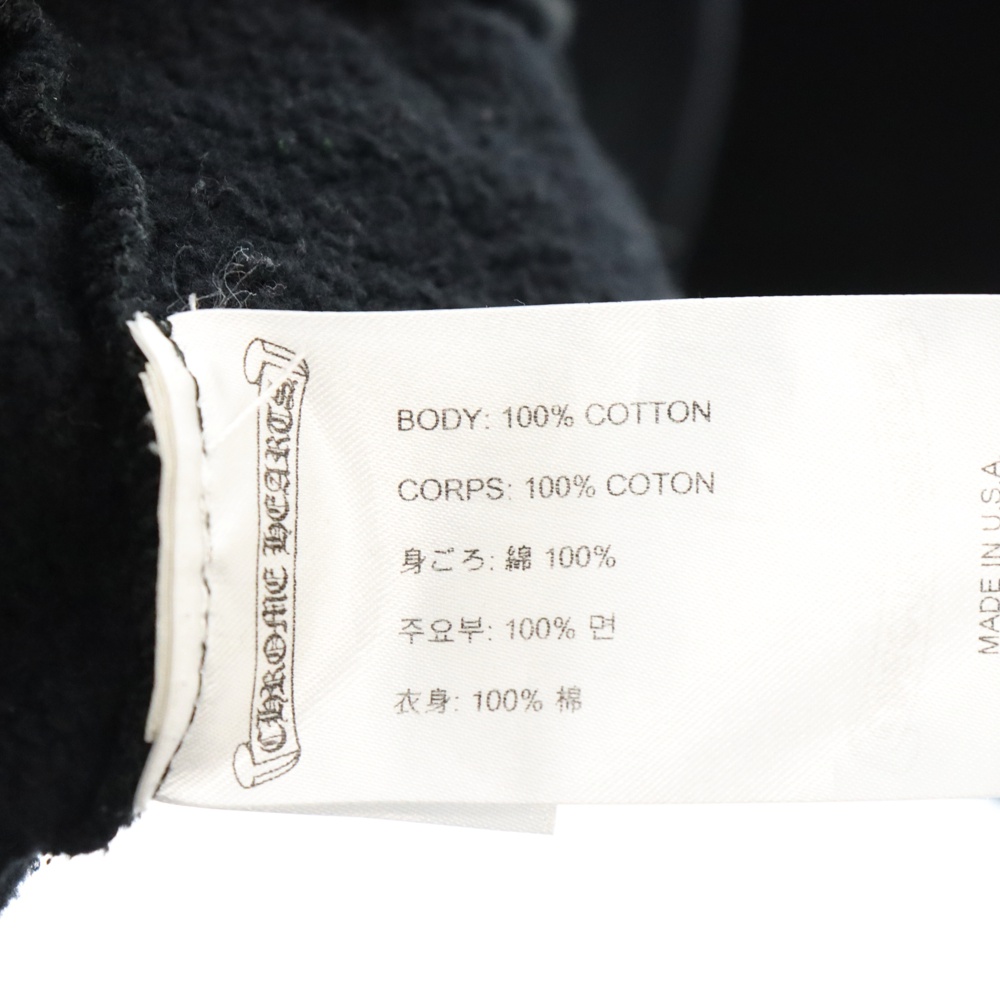 CHROME HEARTS
BODY: 100% COTTON
CORPS: 100% COTON
身ごろ: 綿 100%
주요부: 100% 면
衣身: 100% 棉
MADE IN U.S.A